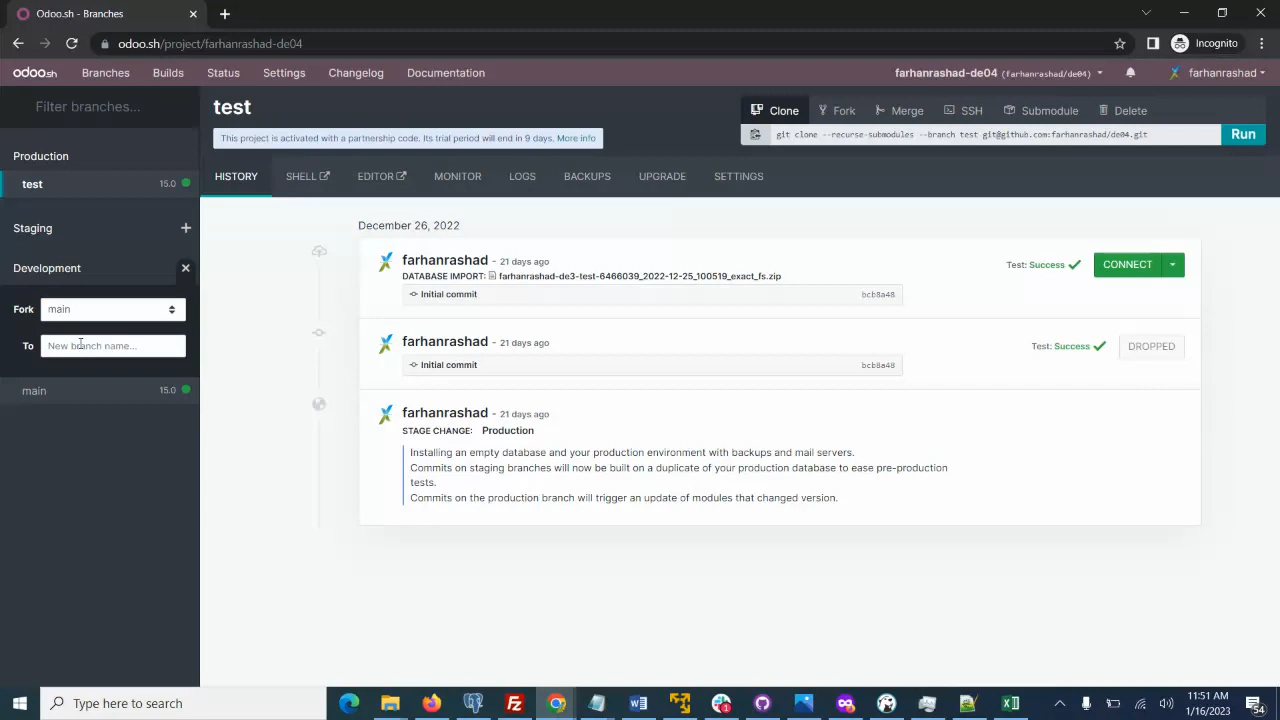 Odoo.sh - Branches
odoo.sh/project/farhanrashad-de04
Incognito
odoo.sh
Branches
Builds
Status
Settings
Changelog
Documentation
farhanrashad-de04 (farhanrashad/de04)
farhanrashad
Filter branches...
Production
test 15.0
Staging
Development
Fork main
To New branch name...
main 15.0
test
This project is activated with a partnership code. Its trial period will end in 9 days. More info
Clone
Fork
Merge
SSH
Submodule
Delete
git clone --recurse-submodules --branch test git@github.com:farhanrashad/de04.git
Run
HISTORY
SHELL
EDITOR
MONITOR
LOGS
BACKUPS
UPGRADE
SETTINGS
December 26, 2022
farhanrashad - 21 days ago
DATABASE IMPORT: farhanrashad-de3-test-6466039_2022-12-25_100519_exact_fs.zip
Initial commit bcb8a48
Test: Success
CONNECT
farhanrashad - 21 days ago
Initial commit bcb8a48
Test: Success
DROPPED
farhanrashad - 21 days ago
STAGE CHANGE: Production
Installing an empty database and your production environment with backups and mail servers.
Commits on staging branches will now be built on a duplicate of your production database to ease pre-production
tests.
Commits on the production branch will trigger an update of modules that changed version.
Type here to search
11:51 AM
1/16/2023